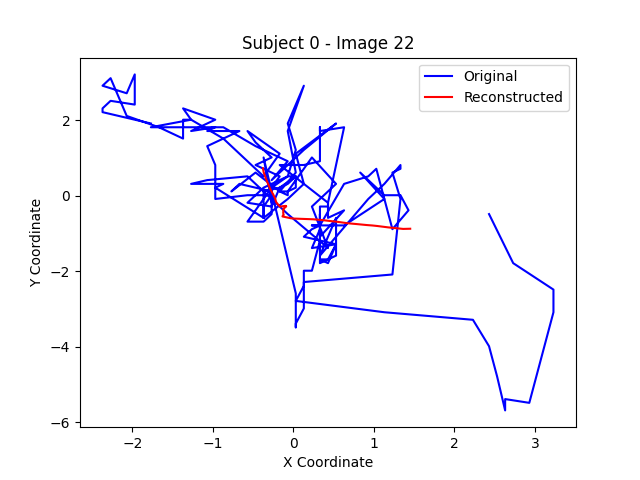 Subject 0 - Image 22
Original
Reconstructed
2
0
−2
−4
−6
Y Coordinate
−2
−1
0
1
2
3
X Coordinate